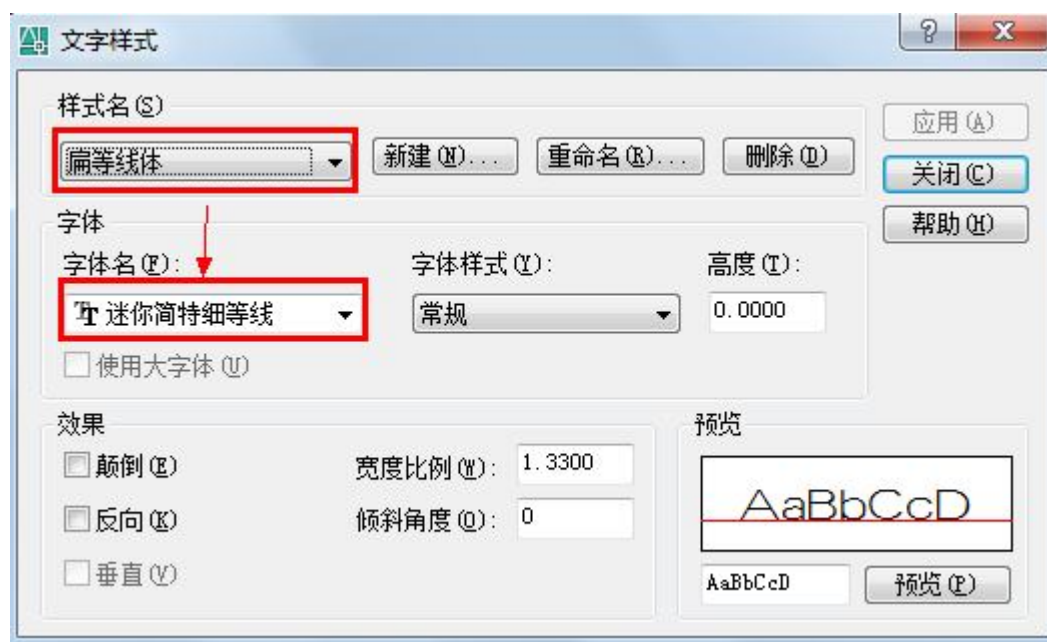 文字样式
样式名(S)
扁等线体
新建(N)...
重命名(R)...
删除(D)
应用(A)
关闭(C)
帮助(H)
字体
字体名(F):
字体样式(Y):
高度(T):
迷你简特细等线
常规
0.0000
使用大字体(U)
效果
颠倒(E)
宽度比例(W):
1.3300
反向(K)
倾斜角度(O):
0
垂直(V)
预览
AaBbCcD
AaBbCcD
预览(P)